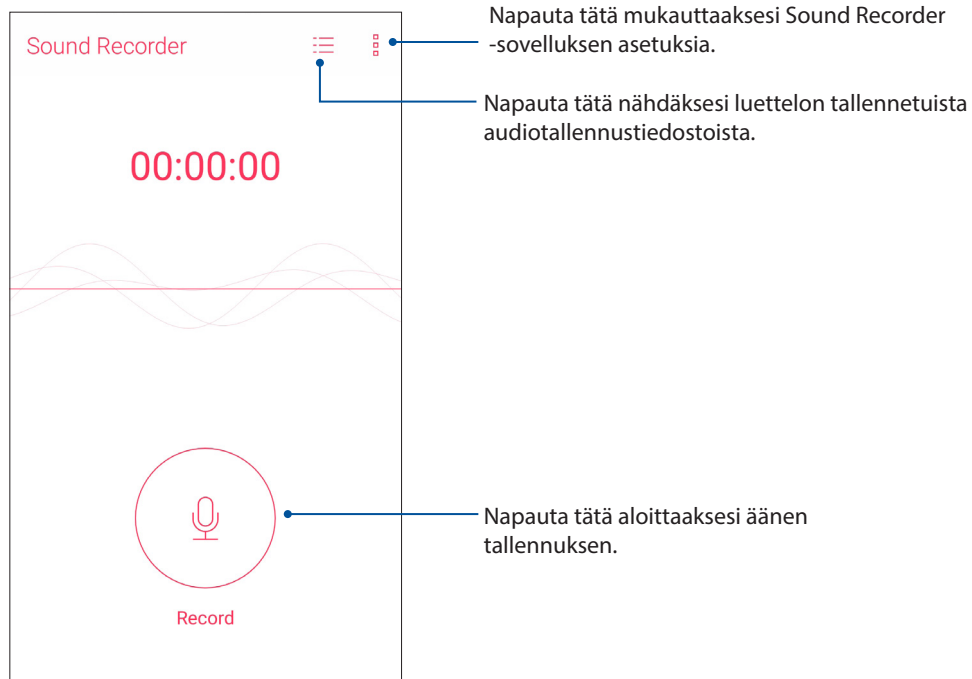 Sound Recorder
Napauta tätä mukauttaaksesi Sound Recorder
-sovelluksen asetuksia.
Napauta tätä nähdäksesi luettelon tallennetuista
audiotallennustiedostoista.
00:00:00
Napauta tätä aloittaaksesi äänen
tallennuksen.
Record